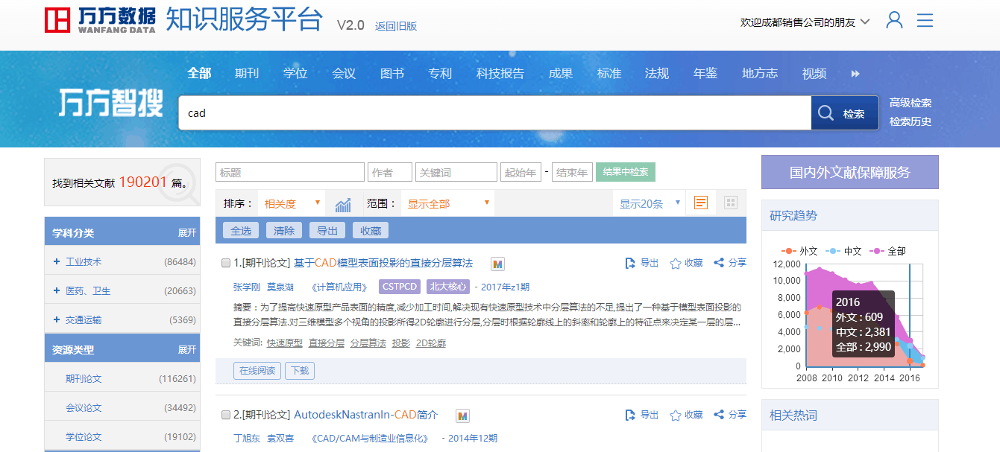 万方数据
WANFANG DATA
知识服务平台
V2.0
返回旧版
欢迎成都销售公司的朋友
全部 期刊 学位 会议 图书 专利 科技报告 成果 标准 法规 年鉴 地方志 视频
万方智搜
cad
检索
高级检索
检索历史
找到相关文献 190201 篇。
学科分类 展开
+ 工业技术 (86484)
+ 医药、卫生 (20663)
+ 交通运输 (5369)
资源类型 展开
期刊论文 (116261)
会议论文 (34492)
学位论文 (19102)
标题 作者 关键词 起始年 - 结束年 结果中检索
排序： 相关度 范围： 显示全部 显示20条
全选 清除 导出 收藏
1.[期刊论文] 基于CAD模型表面投影的直接分层算法 M 导出 收藏 分享
张学刚 莫泉湖 《计算机应用》 CSTPCD 北大核心 - 2017年z1期
摘要：为了提高快速原型产品表面的精度,减少加工时间,解决现有快速原型技术中分层算法的不足,提出了一种基于模型表面投影的
直接分层算法.对三维模型多个视角的投影所得2D轮廓进行分层,分层时根据轮廓线上的斜率和轮廓上的特征点来决定某一层的层...
关键词: 快速原型 直接分层 分层算法 投影 2D轮廓
在线阅读 下载
2.[期刊论文] AutodeskNastranIn-CAD简介 M 导出 收藏 分享
丁旭东 袁双喜 《CAD/CAM与制造业信息化》 - 2014年12期
国内外文献保障服务
研究趋势
外文 中文 全部
12,000
10,000
8,000
6,000
4,000
2,000
0
2008 2010 2012 2014 2016
2016
外文 : 609
中文 : 2,381
全部 : 2,990
相关热词